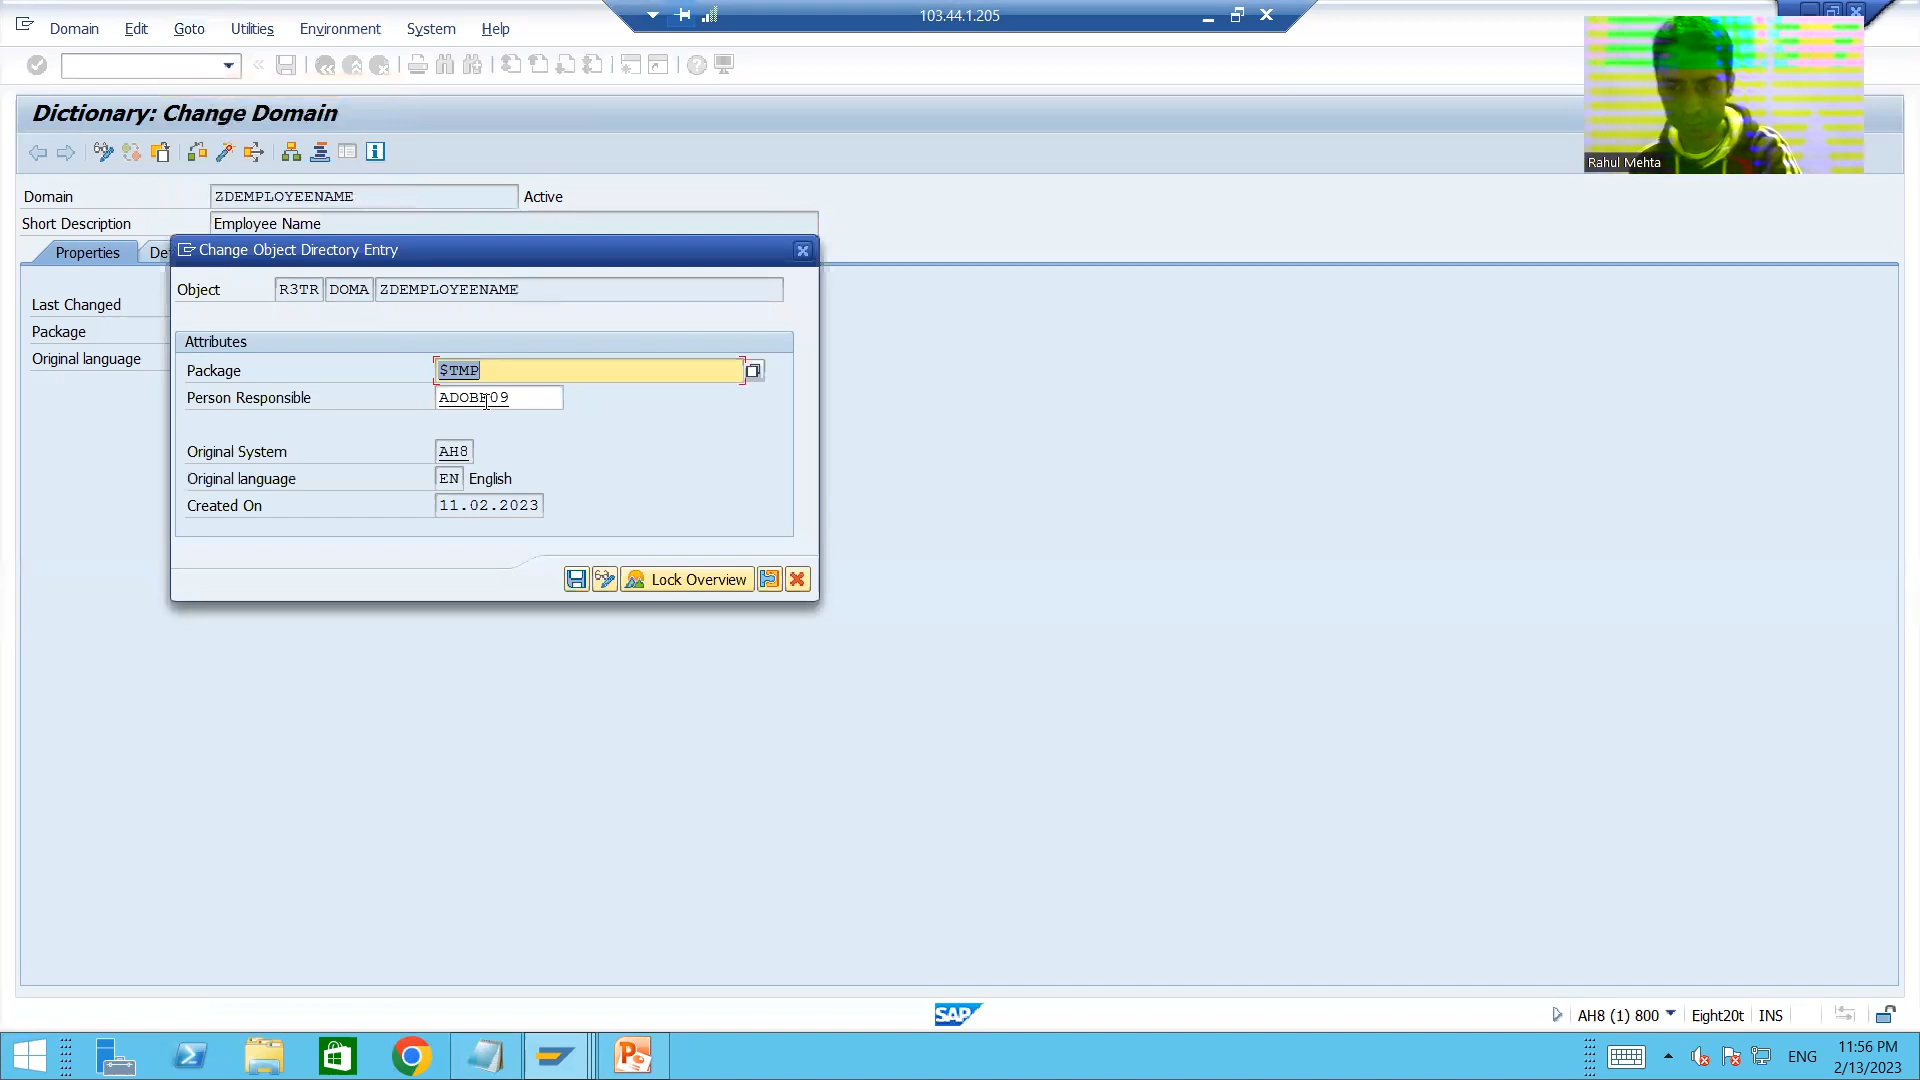 103.44.1.205
Domain Edit Goto Utilities Environment System Help
Dictionary: Change Domain
Rahul Mehta
Domain ZDEMPLOYEENAME Active
Short Description Employee Name
Properties De
Change Object Directory Entry
Object R3TR DOMA ZDEMPLOYEENAME
Last Changed
Package
Original language
Attributes
Package $TMP
Person Responsible ADOBE09
Original System AH8
Original language EN English
Created On 11.02.2023
Lock Overview
SAP
AH8 (1) 800 Eight20t INS
ENG
11:56 PM
2/13/2023